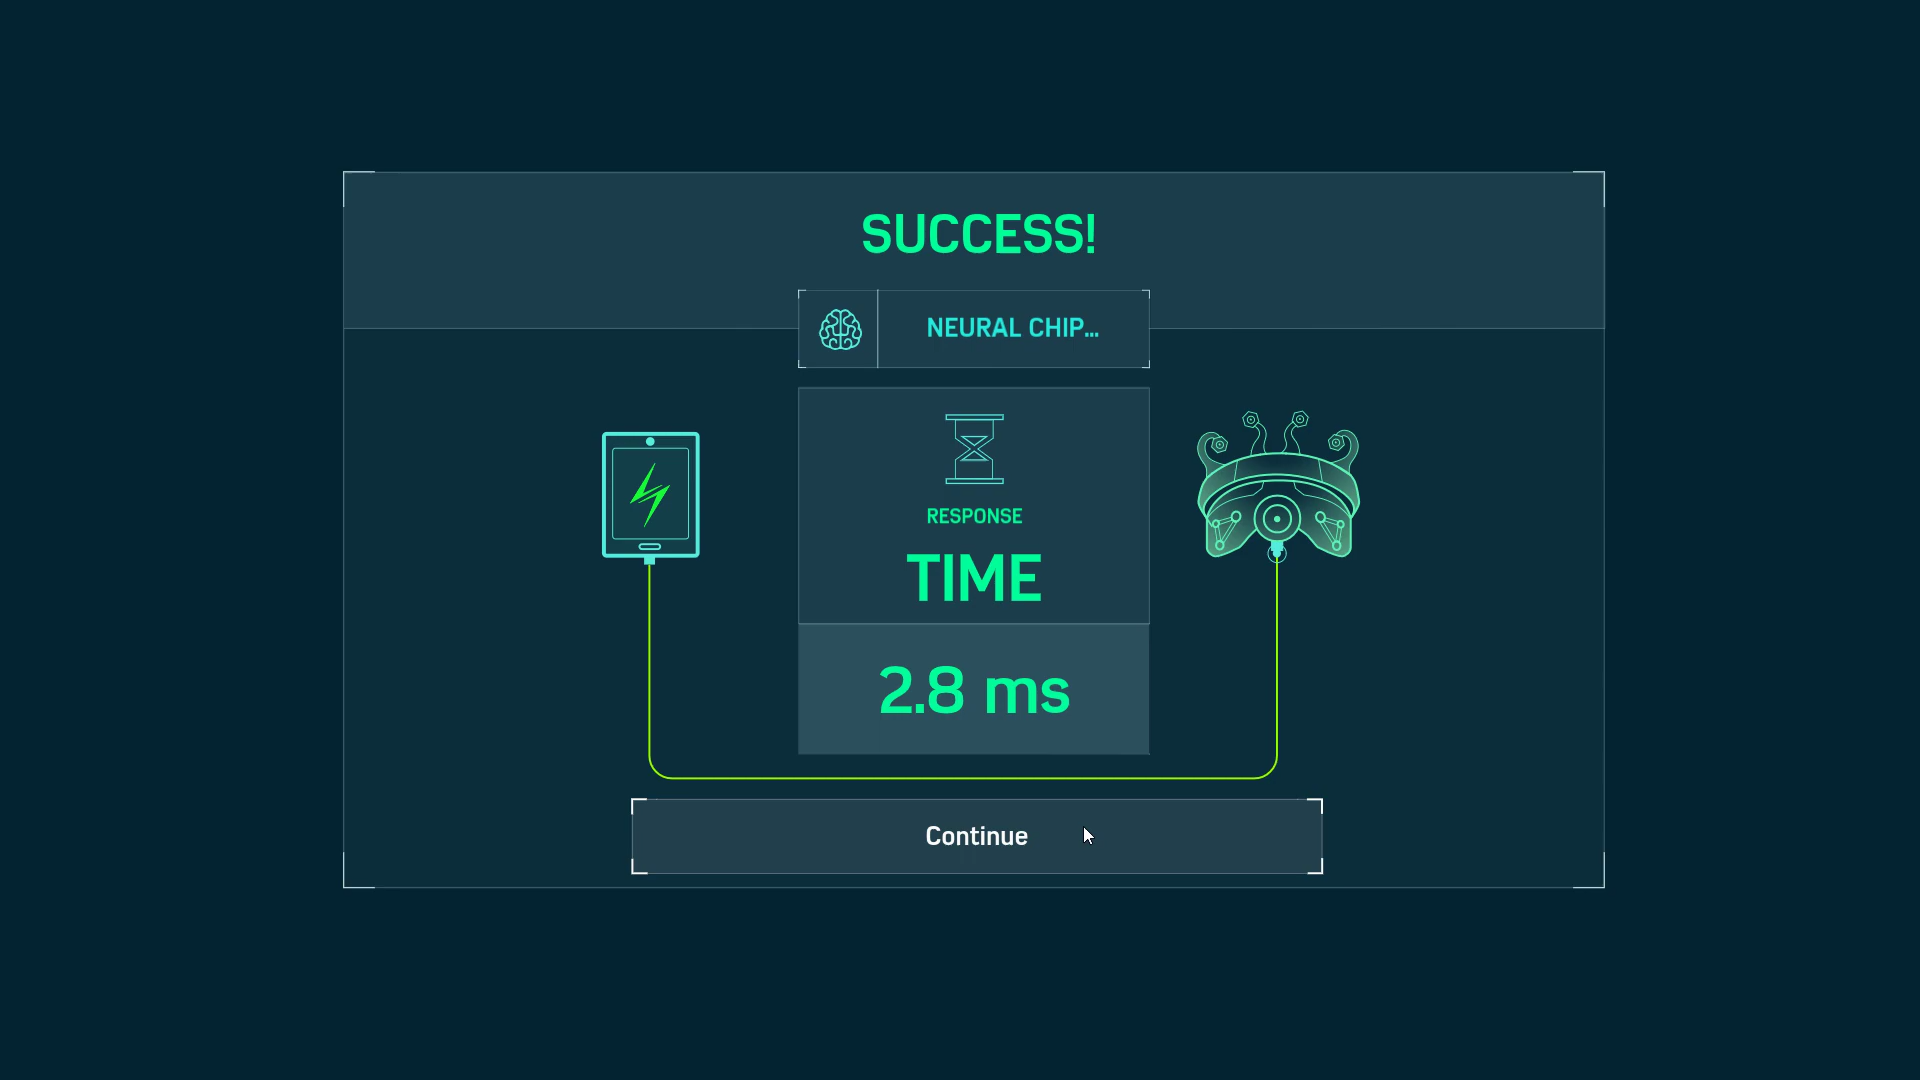 SUCCESS!
NEURAL CHIP...
RESPONSE
TIME
2.8 ms
Continue